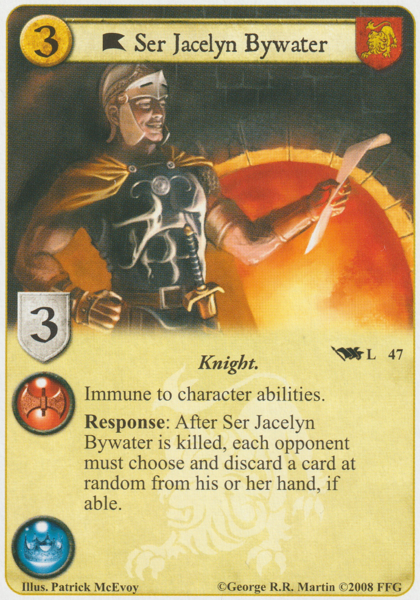 3 Ser Jacelyn Bywater
3
Knight.
L 47
Immune to character abilities.
Response: After Ser Jacelyn
Bywater is killed, each opponent
must choose and discard a card at
random from his or her hand, if
able.
Illus. Patrick McEvoy ©George R.R. Martin ©2008 FFG